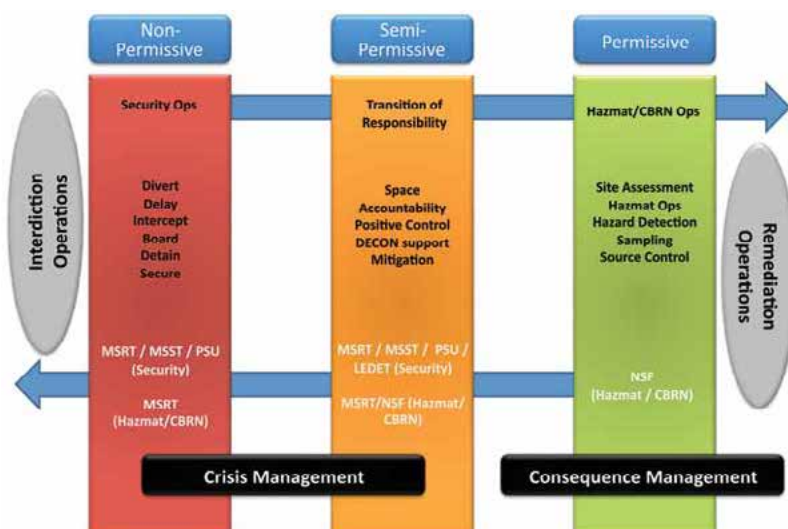 Non-
Permissive
Semi-
Permissive
Permissive
Interdiction
Operations
Security Ops
Divert
Delay
Intercept
Board
Detain
Secure
MSRT / MSST / PSU
(Security)
MSRT
(Hazmat/CBRN)
Transition of
Responsibility
Space
Accountability
Positive Control
DECON support
Mitigation
MSRT / MSST / PSU /
LEDET (Security)
MSRT/NSF (Hazmat/
CBRN)
Hazmat/CBRN Ops
Site Assessment
Hazmat Ops
Hazard Detection
Sampling
Source Control
NSF
(Hazmat / CBRN)
Remediation
Operations
Crisis Management
Consequence Management